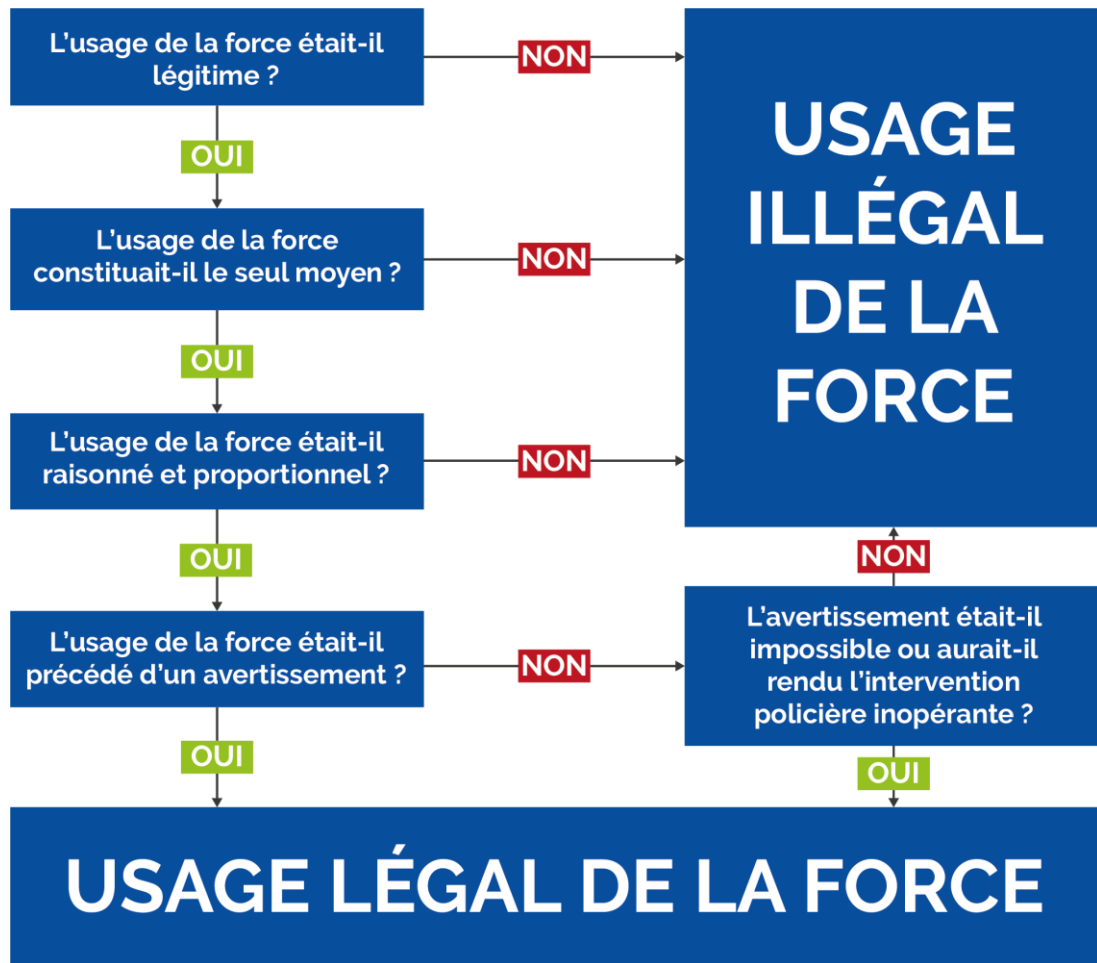 L'usage de la force était-il
légitime ?
NON
USAGE
ILLÉGAL
DE LA
FORCE
OUI
L'usage de la force
constituait-il le seul moyen ?
NON
OUI
L'usage de la force était-il
raisonné et proportionnel ?
NON
OUI
L'usage de la force était-il
précédé d'un avertissement ?
NON
NON
L'avertissement était-il
impossible ou aurait-il
rendu l'intervention
policière inopérante ?
OUI
OUI
USAGE LÉGAL DE LA FORCE